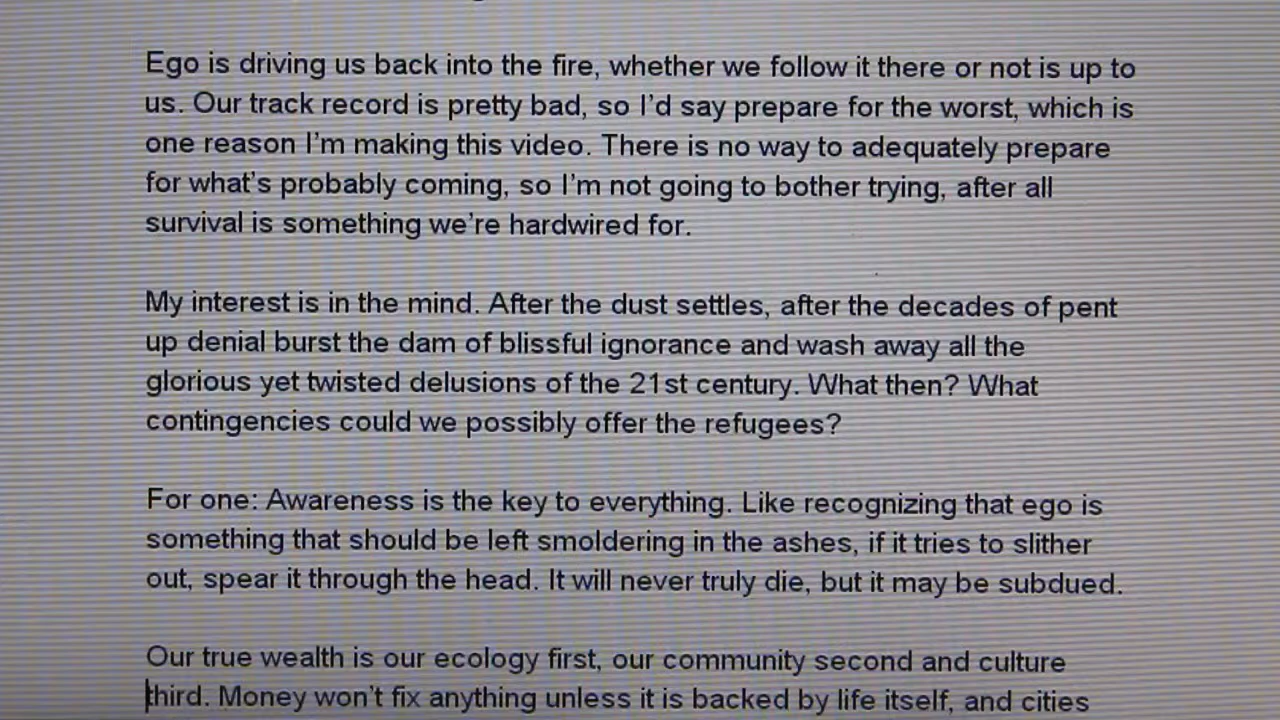 Ego is driving us back into the fire, whether we follow it there or not is up to
us. Our track record is pretty bad, so I'd say prepare for the worst, which is
one reason I'm making this video. There is no way to adequately prepare
for what's probably coming, so I'm not going to bother trying, after all
survival is something we're hardwired for.
My interest is in the mind. After the dust settles, after the decades of pent
up denial burst the dam of blissful ignorance and wash away all the
glorious yet twisted delusions of the 21st century. What then? What
contingencies could we possibly offer the refugees?
For one: Awareness is the key to everything. Like recognizing that ego is
something that should be left smoldering in the ashes, if it tries to slither
out, spear it through the head. It will never truly die, but it may be subdued.
Our true wealth is our ecology first, our community second and culture
third. Money won't fix anything unless it is backed by life itself, and cities